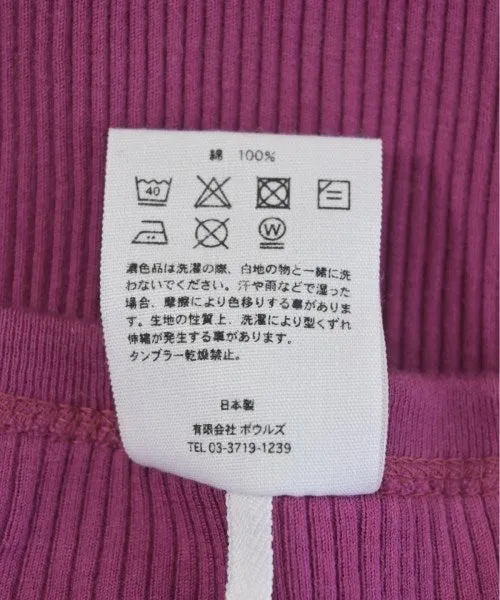 綿 100%
40
W
濃色品は洗濯の際、白地の物と一緒に洗
わないでください。汗や雨などで湿った
場合、摩擦により色移りする事がありま
す。生地の性質上、洗濯により型くずれ
伸縮が発生する事があります。
タンブラー乾燥禁止。
日本製
有限会社 ボウルズ
TEL 03-3719-1239